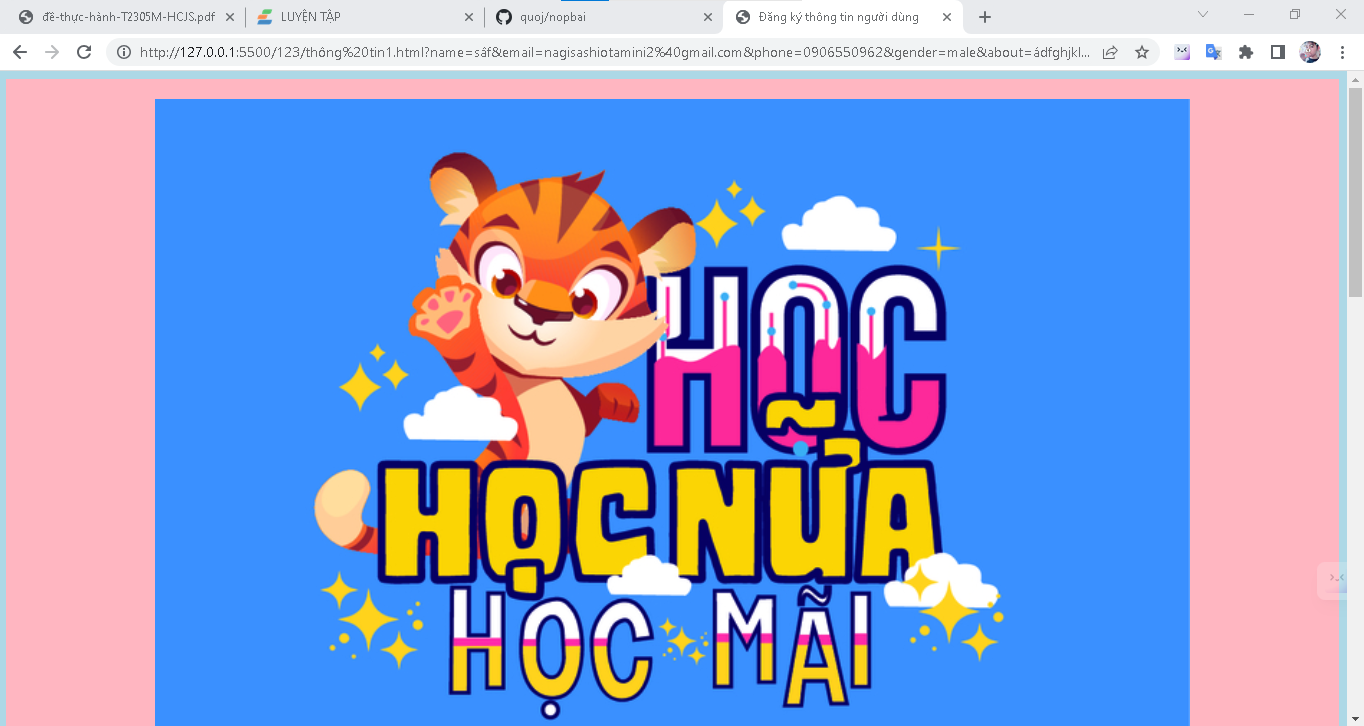 đề-thực-hành-T2305M-HCJS.pdf
LUYỆN TẬP
quoj/nopbai
Đăng ký thông tin người dùng
http://127.0.0.1:5500/123/thông%20tin1.html?name=sâf&email=nagisashiotamini2%40gmail.com&phone=0906550962&gender=male&about=ádfghjkl...
HỌC
HỌC NỮA
HỌC MÃI